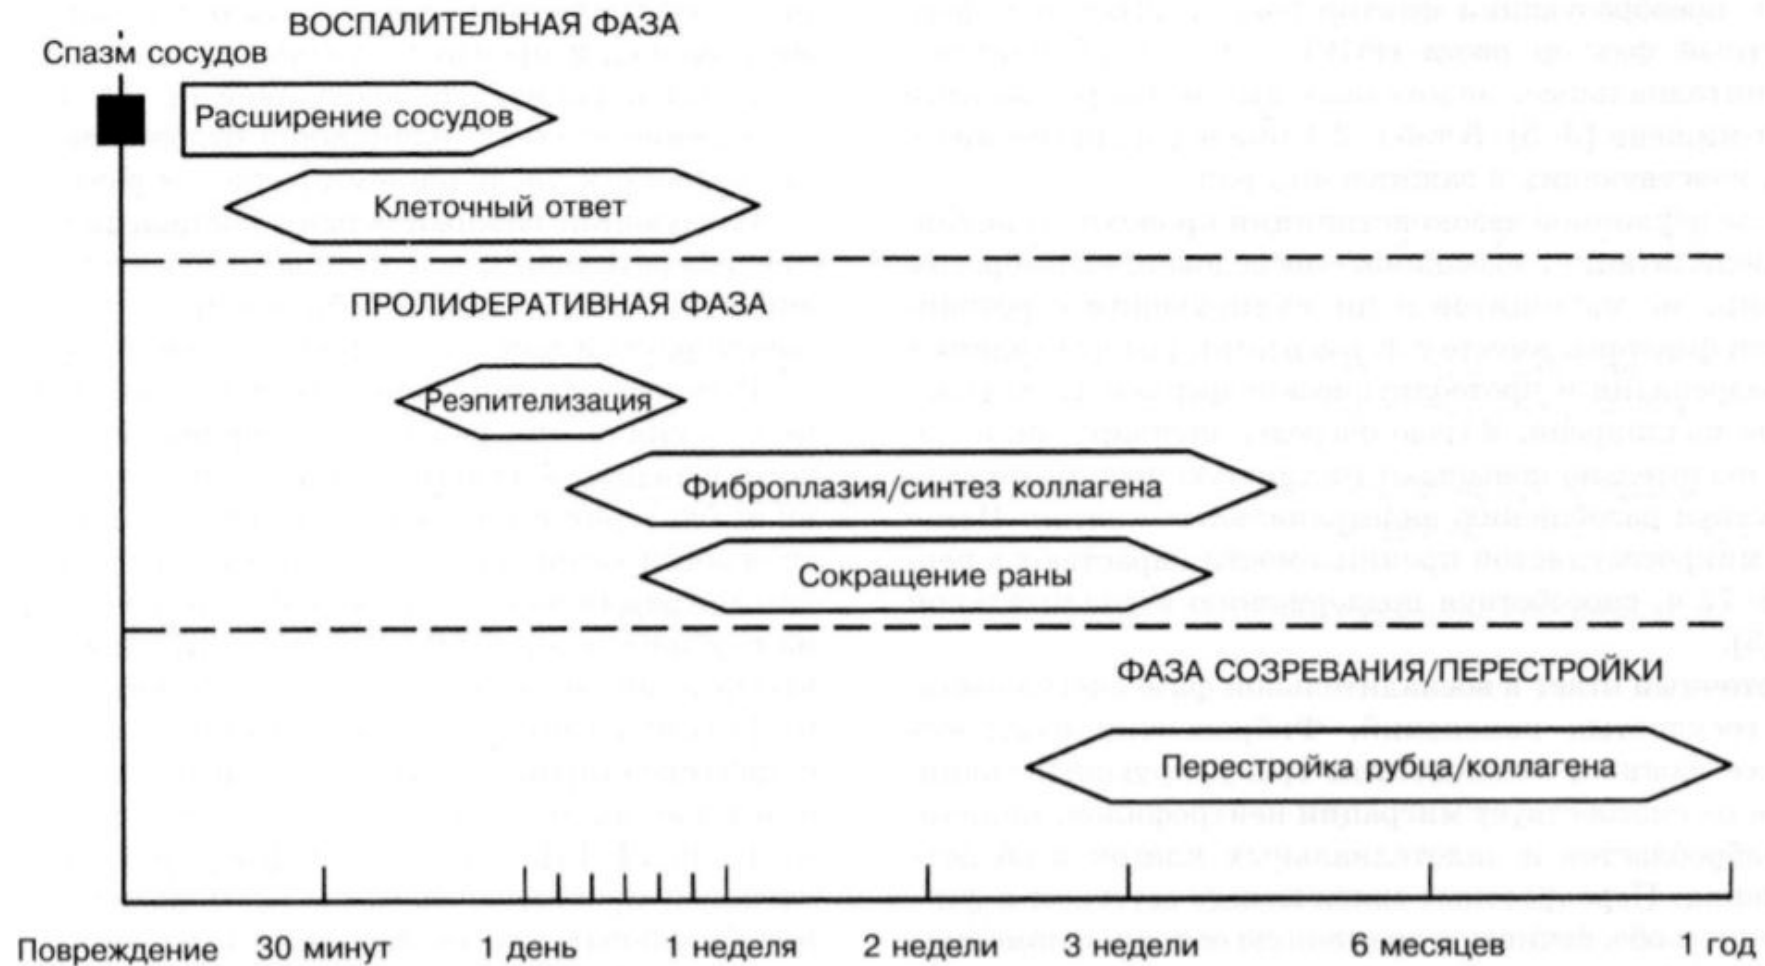 ВОСПАЛИТЕЛЬНАЯ ФАЗА
Спазм сосудов
Расширение сосудов
Клеточный ответ
ПРОЛИФЕРАТИВНАЯ ФАЗА
Реэпителизация
Фиброплазия/синтез коллагена
Сокращение раны
ФАЗА СОЗРЕВАНИЯ/ПЕРЕСТРОЙКИ
Перестройка рубца/коллагена
Повреждение 30 минут 1 день 1 неделя 2 недели 3 недели 6 месяцев 1 год